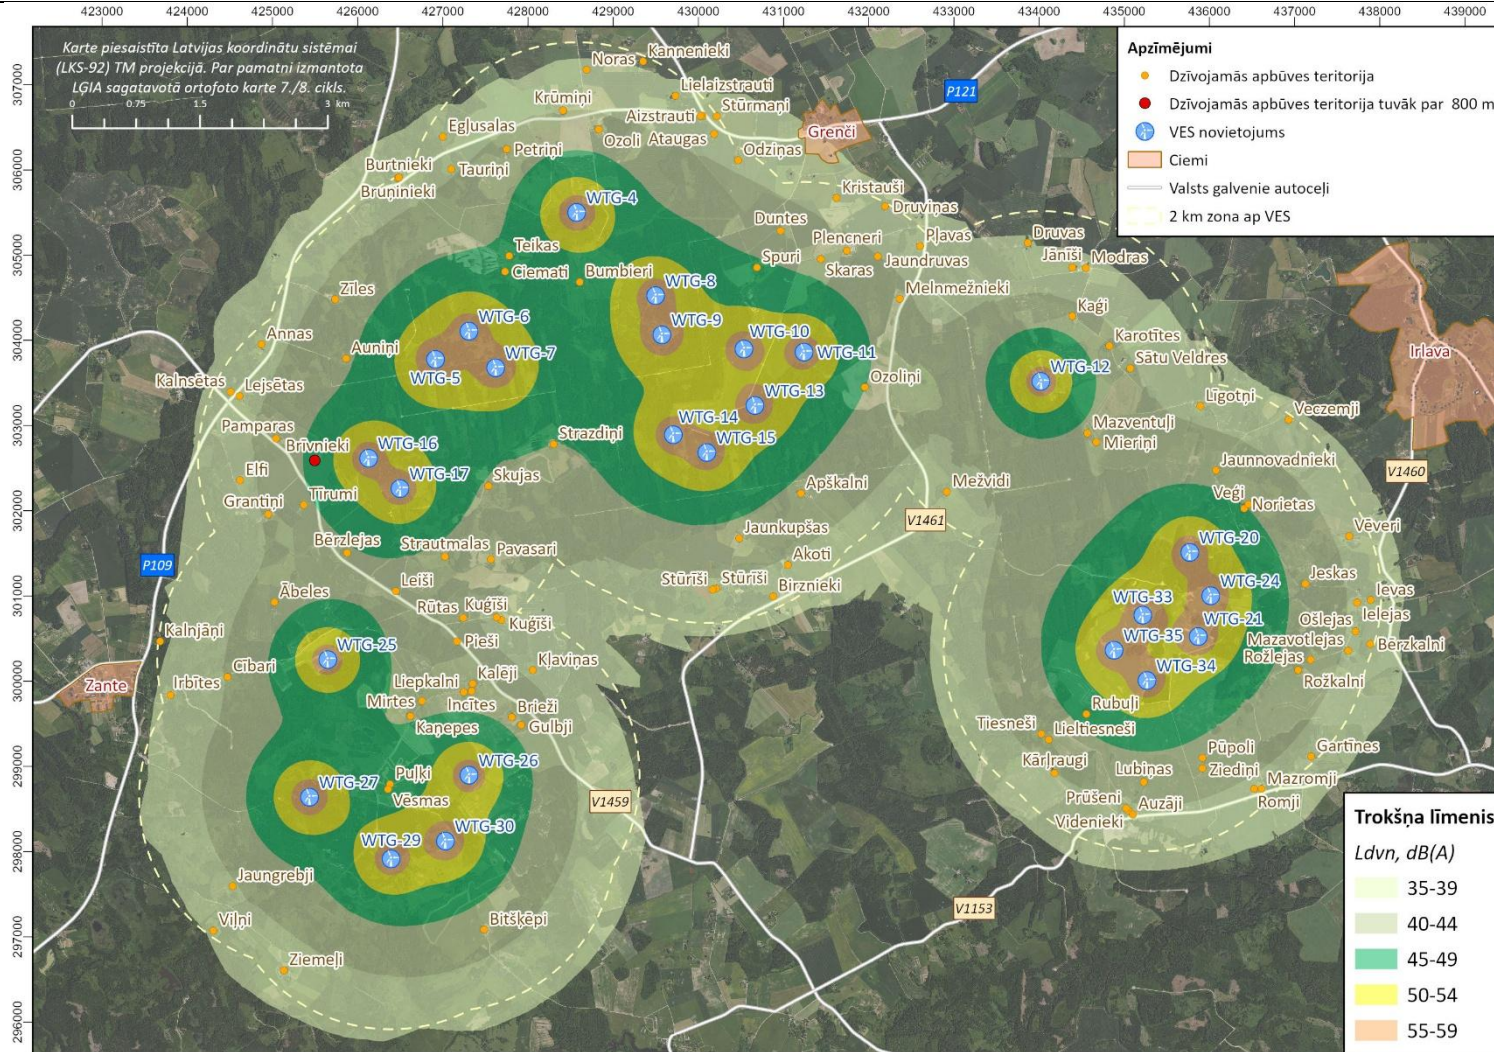 423000 424000 425000 426000 427000 428000 429000 430000 431000 432000 433000 434000 435000 436000 437000 438000 439000
307000
306000
305000
304000
303000
302000
301000
300000
299000
298000
297000
296000
Karte piesaistīta Latvijas koordinātu sistēmai
(LKS-92) TM projekcijā. Par pamatni izmantota
LĢIA sagatavotā ortofoto karte 7./8. cikls.
0 0.75 1.5 3 km
Apzīmējumi
Dzīvojamās apbūves teritorija
Dzīvojamās apbūves teritorija tuvāk par 800 m
VES novietojums
Ciemi
Valsts galvenie autoceļi
2 km zona ap VES
Noras
Kannenieki
Lielaizstrauti
Krūmiņi
Aizstrauti
Stūrmaņi
P121
Grenči
Egļusalas
Ozoli
Ataugas
Petriņi
Odziņas
Burtnieki
Tauriņi
Bruņinieki
Kristauši
WTG-4
Druviņas
Duntes
Plencneri
Pļavas
Druvas
Teikas
Spuri
Skaras
Jaundruvas
Jānīši
Modras
Ciemati
Bumbieri
WTG-8
Melnmežnieki
Zīles
Kaģi
WTG-6
WTG-9
WTG-10
Annas
Karotītes
Auniņi
WTG-7
WTG-11
Sātu Veldres
Irlava
WTG-5
WTG-12
Kalnsētas
Lejsētas
Ozoliņi
WTG-13
Līgotņi
Pamparas
WTG-14
Mazventuļi
Veczemji
Brīvnieki
WTG-16
Strazdiņi
WTG-15
Mieriņi
Elfi
WTG-17
Skujas
Jaunnovadnieki
V1460
Grantiņi
Tīrumi
Apškalni
Mežvidi
Veģi
Norietas
V1461
Jaunkupšas
Vēveri
Bērzlejas
Strautmalas
Pavasari
WTG-20
P109
Akoti
Leiši
Stūrīši
Stūrīši
Birznieki
WTG-24
Jeskas
Ievas
Ābeles
Rūtas
Kuģīši
WTG-33
Ielejas
Kuģīši
WTG-21
Ošlejas
Kalnjāņi
Pieši
WTG-35
Mazavotlejas
Bērzkalni
WTG-25
Rožlejas
Cībari
Kalēji
Kļaviņas
WTG-34
Rožkalni
Zante
Irbītes
Liepkalni
Mirtes
Incītes
Brieži
Rubuļi
Kaņepes
Gulbji
Tiesneši
Lieltiesneši
Pūpoli
Gartīnes
WTG-26
Kārļraugi
Lubiņas
Ziediņi
WTG-27
Puļķi
Mazromji
Vēsmas
V1459
Prūšeni
Auzāji
Romji
WTG-29
WTG-30
Videnieki
Jaungrebji
V1153
Viļņi
Bitšķēpi
Ziemeļi
Trokšņa līmenis
Ldvn, dB(A)
35-39
40-44
45-49
50-54
55-59